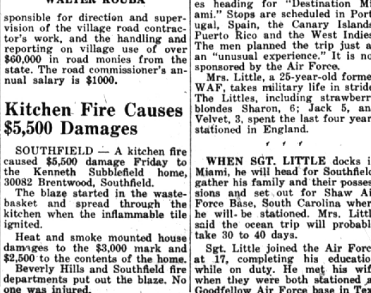 WALTER KOUBA
sponsible for direction and super-
vision of the village road contrac-
tor's work, and the handling and
reporting on village use of over
$60,000 in road monies from the
state. The road commissioner's an-
nual salary is $1000.
Kitchen Fire Causes
$5,500 Damages
SOUTHFIELD — A kitchen fire
caused $5,500 damage Friday to
the Kenneth Subblefield home,
30082 Brentwood, Southfield.
The blaze started in the waste-
basket and spread through the
kitchen when the inflammable tile
ignited.
Heat and smoke mounted house
damages to the $3,000 mark and
$2,500 to the contents of the home.
Beverly Hills and Southfield fire
departments put out the blaze. No
one was injured.
es heading for "Destination Mi
ami." Stops are scheduled in Port
ugal, Spain, the Canary Islands
Puerto Rico and the West Indies
The men planned the trip just a
an "unusual experience." It is no
sponsored by the Air Force.
Mrs. Little, a 25-year-old forme
WAF, takes military life in stride
The Littles, including strawberr
blondes Sharon, 6; Jack 5, an
Velvet, 3, spent the last four year
stationed in England.
WHEN SGT. LITTLE docks i
Miami, he will head for Southfiel
gather his family and their posses
sions and set out for Shaw Ai
Force Base, South Carolina wher
he will be stationed. Mrs. Littl
said the ocean trip will probabl
take 30 to 40 days.
Sgt. Little joined the Air Forc
at 17, completing his educatio
while on duty. He met his wif
when they were both stationed a
Goodfellow Air Force base in Tex